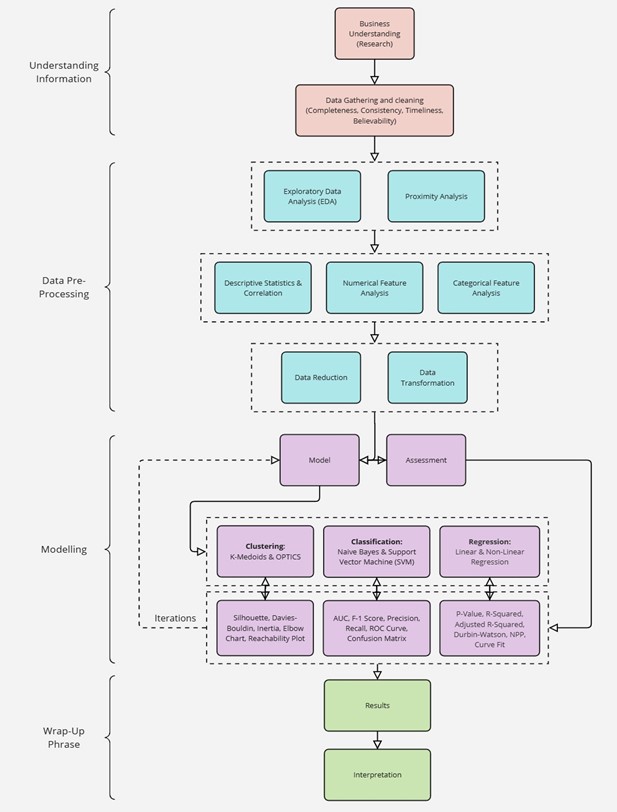 Business
Understanding
(Research)
Understanding
Information
Data Gathering and cleaning
(Completeness, Consistency, Timeliness,
Believability)
Exploratory Data
Analysis (EDA)
Proximity Analysis
Data Pre-
Processing
Descriptive Statistics &
Correlation
Numerical Feature
Analysis
Categorical Feature
Analysis
Data Reduction
Data
Transformation
Model
Assessment
Modelling
Clustering:
K-Medoids & OPTICS
Classification:
Naive Bayes & Support
Vector Machine (SVM)
Regression:
Linear & Non-Linear
Regression
Iterations
Silhouette, Davies-
Bouldin, Inertia, Elbow
Chart, Reachability Plot
AUC, F-1 Score, Precision,
Recall, ROC Curve,
Confusion Matrix
P-Value, R-Squared,
Adjusted R-Squared,
Durbin-Watson, NPP,
Curve Fit
Wrap-Up
Phrase
Results
Interpretation